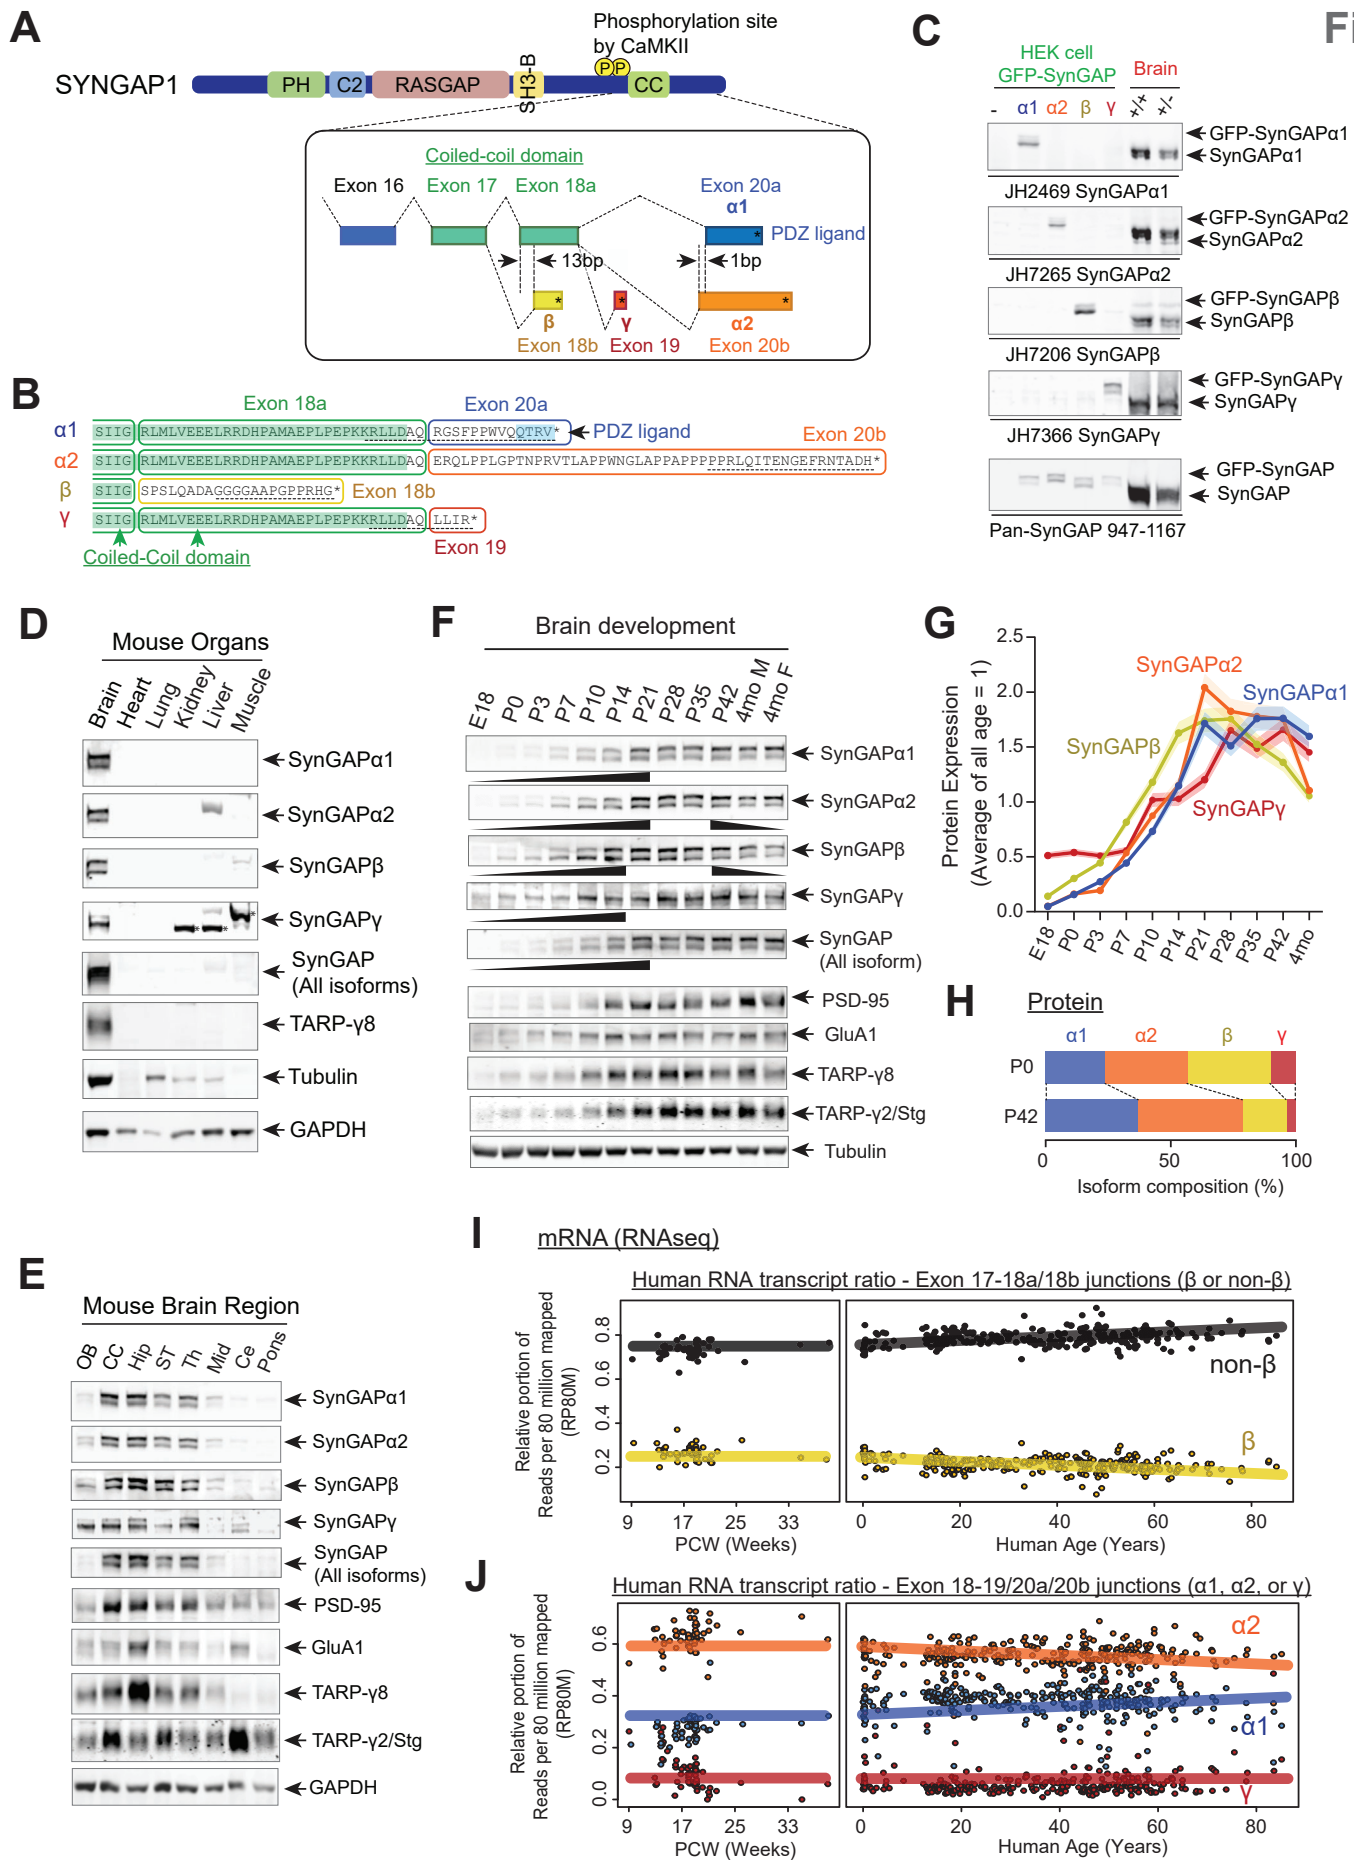 A
Phosphorylation site
by CaMKII
SYNGAP1
PH
C2
RASGAP
SH3-B
P
P
CC
Coiled-coil domain
Exon 16
Exon 17
Exon 18a
Exon 20a
α1
* PDZ ligand
13bp
1bp
*
*
*
β
γ
α2
Exon 18b
Exon 19
Exon 20b
B
Exon 18a
Exon 20a
α1
SIIG RLMLVEEELRRDHPAMAEPLPEPKKRLLDAQ RGSFPPWVQQTRV*
PDZ ligand
Exon 20b
α2
SIIG RLMLVEEELRRDHPAMAEPLPEPKKRLLDAQ ERQLPPLGPTNPRVTLAPPWNGLAPPAPPPPPRLQITENGEFRNTADH*
β
SIIG SPSLQADAGGGGAAPGPPRHG*
Exon 18b
γ
SIIG RLMLVEEELRRDHPAMAEPLPEPKKRLLDAQ LLIR*
Coiled-Coil domain
Exon 19
C
Fi
HEK cell
GFP-SynGAP
Brain
- α1 α2 β γ +/+ +/-
GFP-SynGAPα1
SynGAPα1
JH2469 SynGAPα1
GFP-SynGAPα2
SynGAPα2
JH7265 SynGAPα2
GFP-SynGAPβ
SynGAPβ
JH7206 SynGAPβ
GFP-SynGAPγ
SynGAPγ
JH7366 SynGAPγ
GFP-SynGAP
SynGAP
Pan-SynGAP 947-1167
D
Mouse Organs
Brain Heart Lung Kidney Liver Muscle
SynGAPα1
SynGAPα2
SynGAPβ
SynGAPγ
* * *
SynGAP
(All isoforms)
TARP-γ8
Tubulin
GAPDH
F
Brain development
E18 P0 P3 P7 P10 P14 P21 P28 P35 P42 4mo M 4mo F
SynGAPα1
SynGAPα2
SynGAPβ
SynGAPγ
SynGAP
(All isoform)
PSD-95
GluA1
TARP-γ8
TARP-γ2/Stg
Tubulin
G
Protein Expression
(Average of all age = 1)
2.5
2.0
1.5
1.0
0.5
0.0
SynGAPα2
SynGAPα1
SynGAPβ
SynGAPγ
E18 P0 P3 P7 P10 P14 P21 P28 P35 P42 4mo
H
Protein
α1 α2 β γ
P0
P42
0 50 100
Isoform composition (%)
E
Mouse Brain Region
OB CC Hip ST Th Mid Ce Pons
SynGAPα1
SynGAPα2
SynGAPβ
SynGAPγ
SynGAP
(All isoforms)
PSD-95
GluA1
TARP-γ8
TARP-γ2/Stg
GAPDH
I
mRNA (RNAseq)
Human RNA transcript ratio - Exon 17-18a/18b junctions (β or non-β)
Relative portion of
Reads per 80 million mapped
(RP80M)
0.8
0.6
0.4
0.2
non-β
β
9 17 25 33
PCW (Weeks)
0 20 40 60 80
Human Age (Years)
J
Human RNA transcript ratio - Exon 18-19/20a/20b junctions (α1, α2, or γ)
Relative portion of
Reads per 80 million mapped
(RP80M)
0.6
0.4
0.2
0.0
α2
α1
γ
9 17 25 33
PCW (Weeks)
0 20 40 60 80
Human Age (Years)